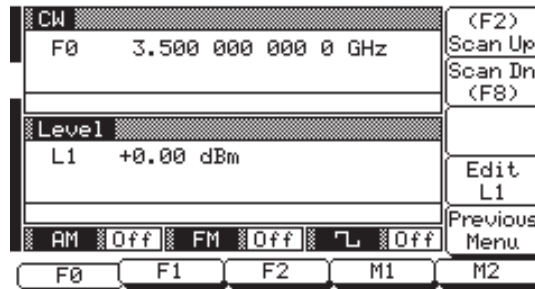 CW
F0 3.500 000 000 0 GHz
Level
L1 +0.00 dBm
AM Off FM Off Off
F0 F1 F2 M1 M2
(F2)
Scan Up
Scan Dn
(F8)
Edit
L1
Previous
Menu